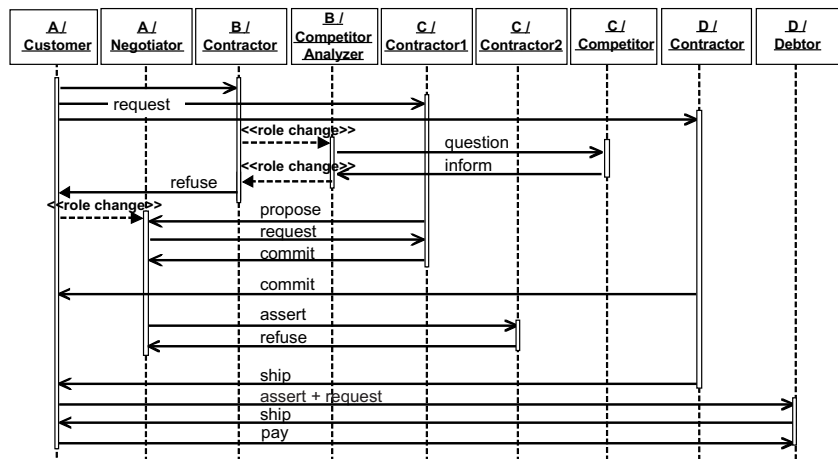 A / Customer
A / Negotiator
B / Contractor
B / Competitor Analyzer
C / Contractor1
C / Contractor2
C / Competitor
D / Contractor
D / Debtor
request
<<role change>>
question
<<role change>>
inform
refuse
<<role change>>
propose
request
commit
commit
assert
refuse
ship
assert + request
ship
pay